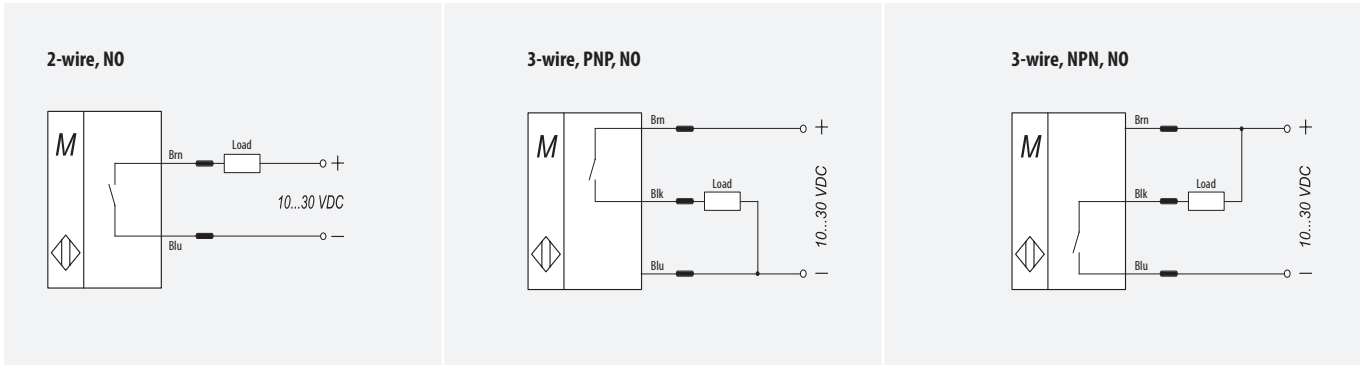 2-wire, NO
M
Brn
Load
+
10...30 VDC
Blu
–
3-wire, PNP, NO
M
Brn
+
Blk
Load
10...30 VDC
Blu
–
3-wire, NPN, NO
M
Brn
+
Blk
Load
10...30 VDC
Blu
–